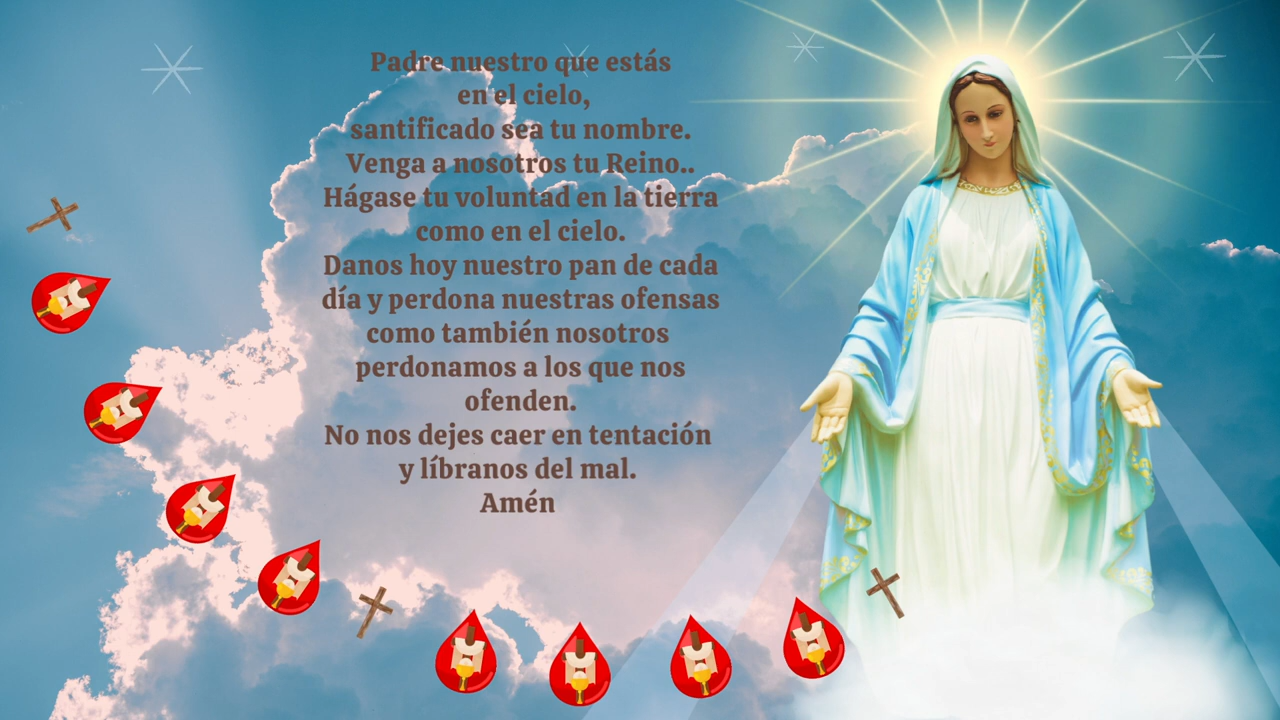 Padre nuestro que estás
en el cielo,
santificado sea tu nombre.
Venga a nosotros tu Reino..
Hágase tu voluntad en la tierra
como en el cielo.
Danos hoy nuestro pan de cada
día y perdona nuestras ofensas
como también nosotros
perdonamos a los que nos
ofenden.
No nos dejes caer en tentación
y líbranos del mal.
Amén